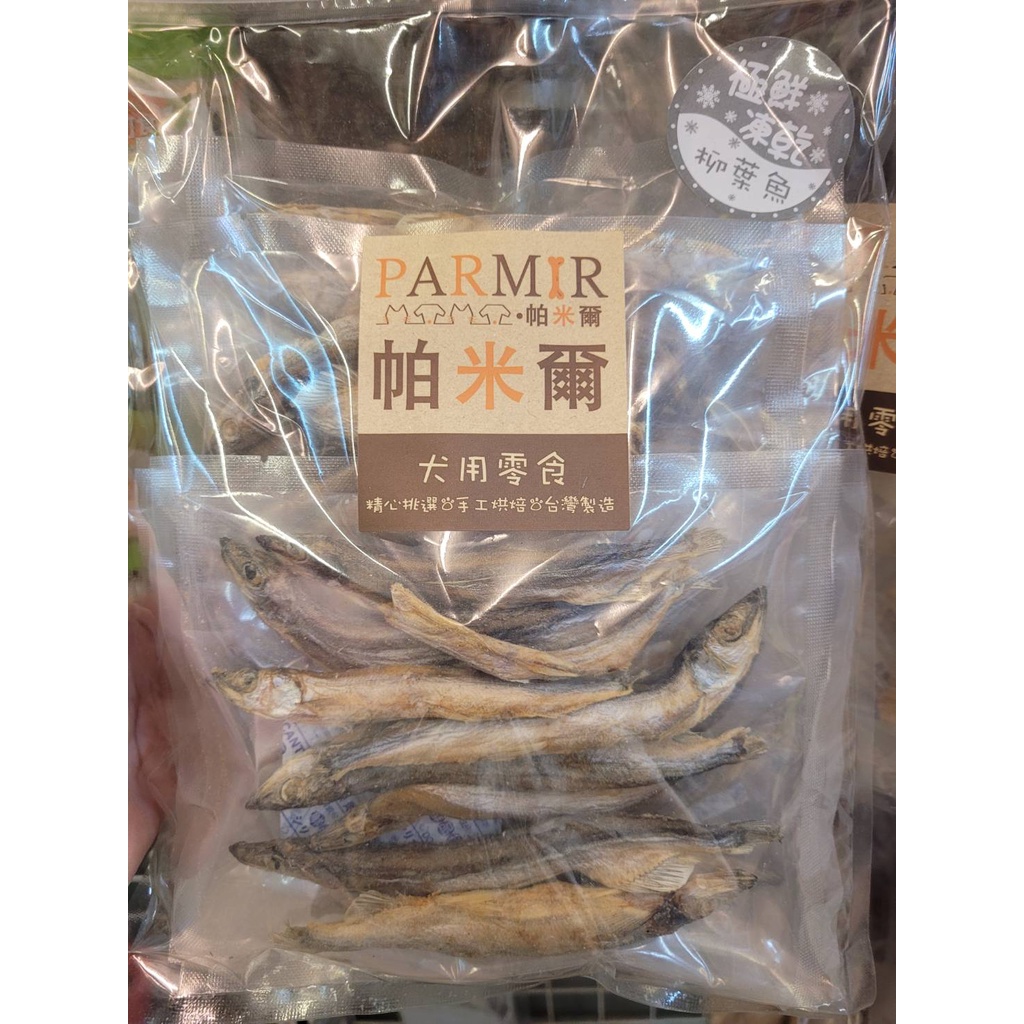 極鮮
凍乾
柳葉魚
PARMIR
•帕米爾
帕米爾
犬用零食
精心挑選 手工烘焙 台灣製造